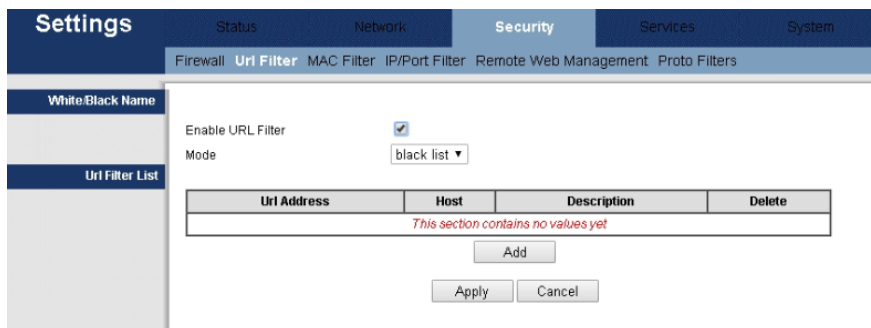 Settings
Status Network Security Services System
Firewall Url Filter MAC Filter IP/Port Filter Remote Web Management Proto Filters
White/Black Name
Enable URL Filter
Mode black list
Url Filter List
Url Address Host Description Delete
This section contains no values yet
Add
Apply Cancel